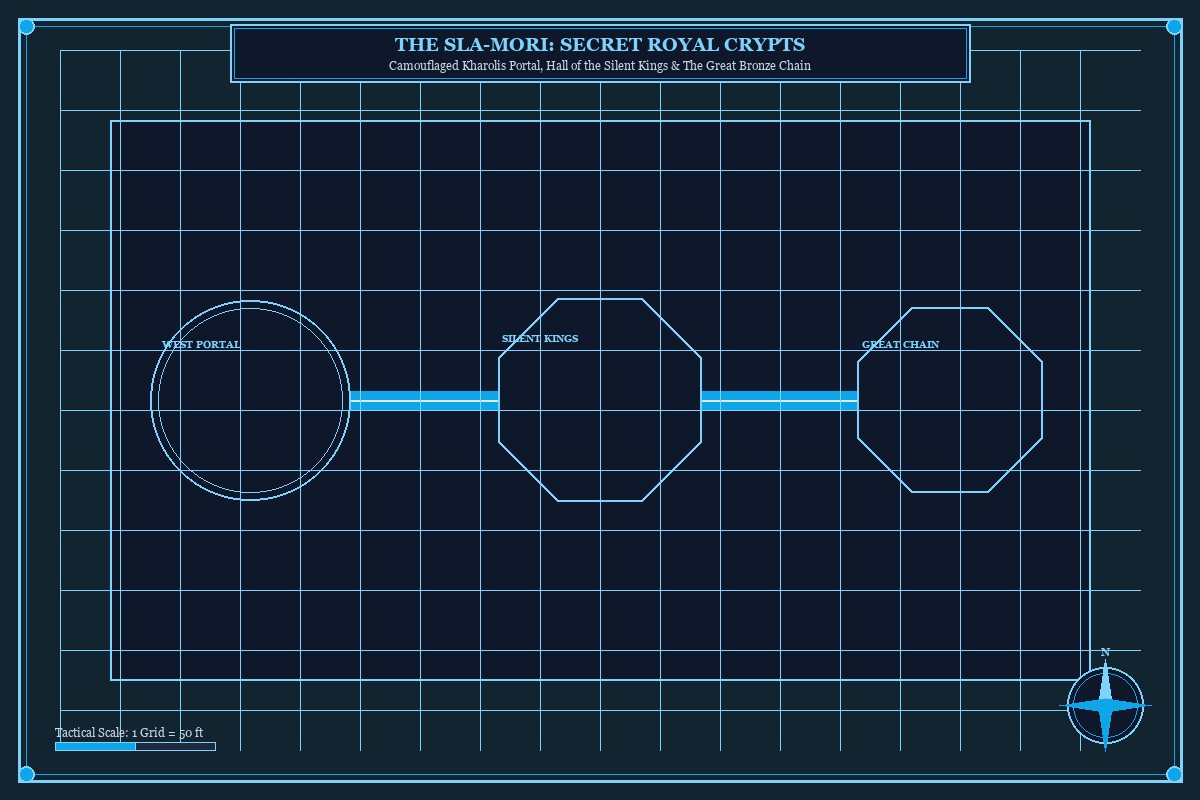 THE SLA-MORI: SECRET ROYAL CRYPTS
Camouflaged Kharolis Portal, Hall of the Silent Kings & The Great Bronze Chain
WEST PORTAL
SILENT KINGS
GREAT CHAIN
N
Tactical Scale: 1 Grid = 50 ft